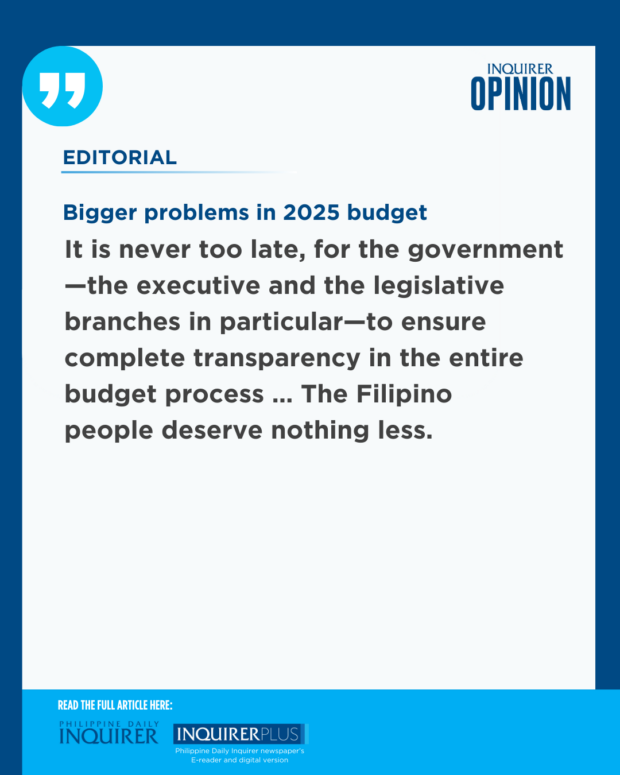 INQUIRER
OPINION
EDITORIAL
Bigger problems in 2025 budget
It is never too late, for the government
—the executive and the legislative
branches in particular—to ensure
complete transparency in the entire
budget process ... The Filipino
people deserve nothing less.
READ THE FULL ARTICLE HERE:
PHILIPPINE DAILY
INQUIRER
INQUIRERPLUS
Philippine Daily Inquirer newspaper's
E-reader and digital version